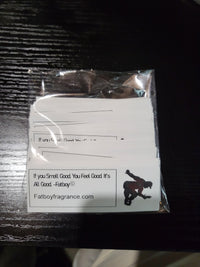 If you Smell Good You Feel Good It's
All Good. -Fatboy®
Fatboyfragrance.com